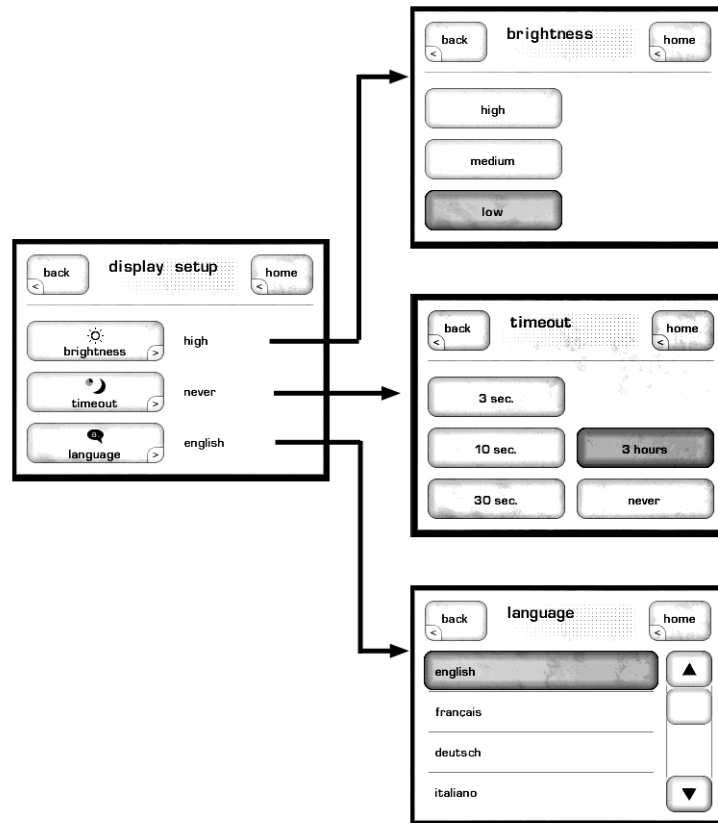 back brightness home
high
medium
low
back display setup home
brightness high
timeout never
language english
back timeout home
3 sec.
10 sec. 3 hours
30 sec. never
back language home
english
français
deutsch
italiano